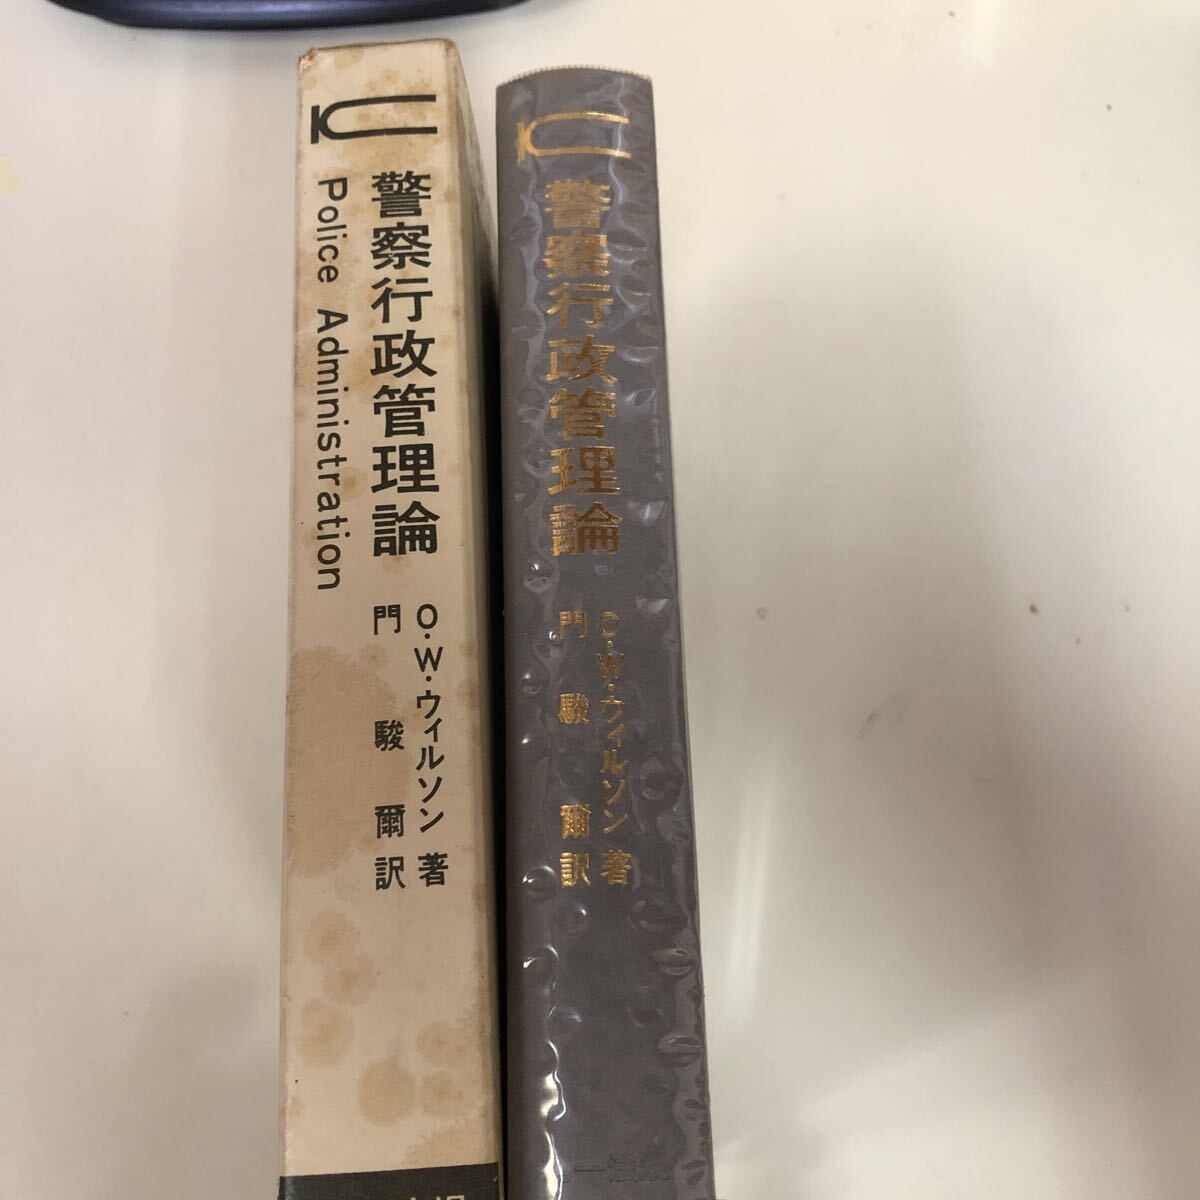 警察行政管理論
Police Administration
O・W・ウィルソン 著
門 駿 爾 訳
警察行政管理論
O・W・ウィルソン 著
門 駿 爾 訳